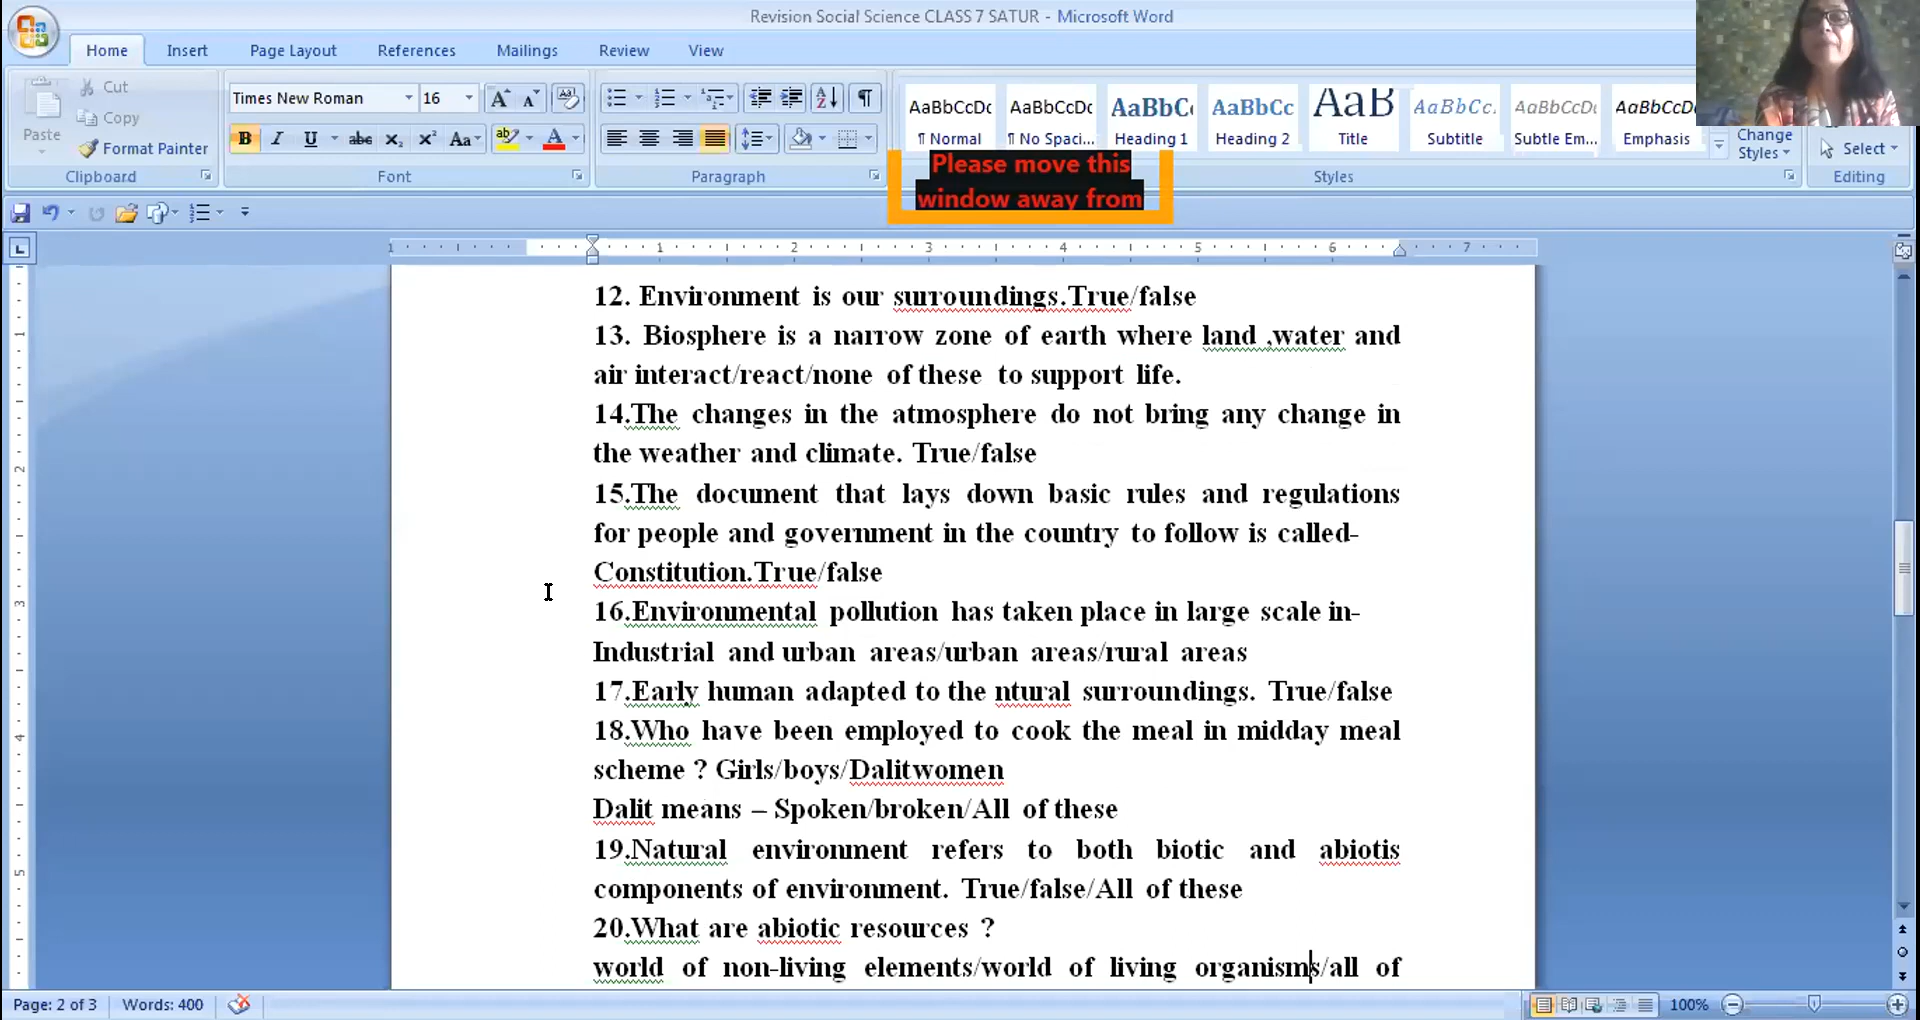 Revision Social Science CLASS 7 SATUR - Microsoft Word
Home Insert Page Layout References Mailings Review View
Cut
Copy
Paste
Format Painter
Clipboard
Times New Roman 16
Font
Paragraph
AaBbCcDc AaBbCcDc AaBbC AaBbCc AaB AaBbCc. AaBbCcDc AaBbCcDc
¶ Normal ¶ No Spaci... Heading 1 Heading 2 Title Subtitle Subtle Em... Emphasis
Change
Styles
Styles
Select
Editing
Please move this
window away from
1 1 2 3 4 5 6 7
12. Environment is our surroundings.True/false
13. Biosphere is a narrow zone of earth where land ,water and
air interact/react/none of these to support life.
14.The changes in the atmosphere do not bring any change in
the weather and climate. True/false
15.The document that lays down basic rules and regulations
for people and government in the country to follow is called-
Constitution.True/false
16.Environmental pollution has taken place in large scale in-
Industrial and urban areas/urban areas/rural areas
17.Early human adapted to the ntural surroundings. True/false
18.Who have been employed to cook the meal in midday meal
scheme ? Girls/boys/Dalitwomen
Dalit means – Spoken/broken/All of these
19.Natural environment refers to both biotic and abiotis
components of environment. True/false/All of these
20.What are abiotic resources ?
world of non-living elements/world of living organisms/all of
Page: 2 of 3 Words: 400 100%